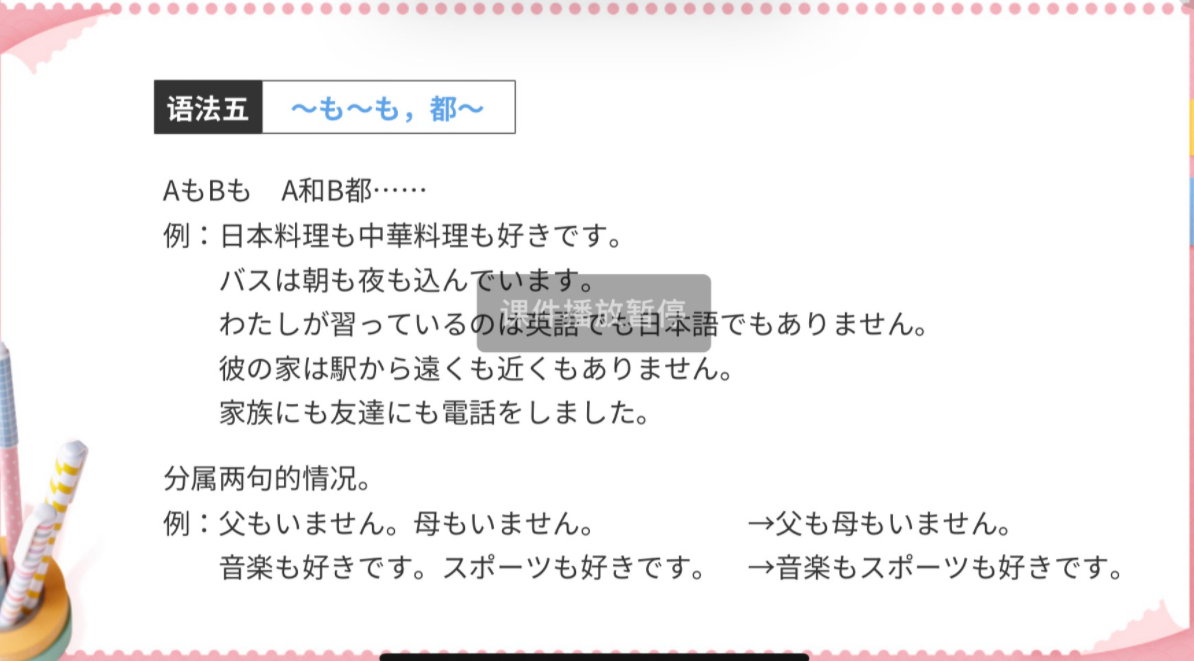 语法五 ～も～も，都～
AもBも　A和B都……
例：日本料理も中華料理も好きです。
バスは朝も夜も込んでいます。
课件播放暂停
わたしが習っているのは英語でも日本語でもありません。
彼の家は駅から遠くも近くもありません。
家族にも友達にも電話をしました。
分属两句的情况。
例：父もいません。母もいません。　→父も母もいません。
音楽も好きです。スポーツも好きです。　→音楽もスポーツも好きです。